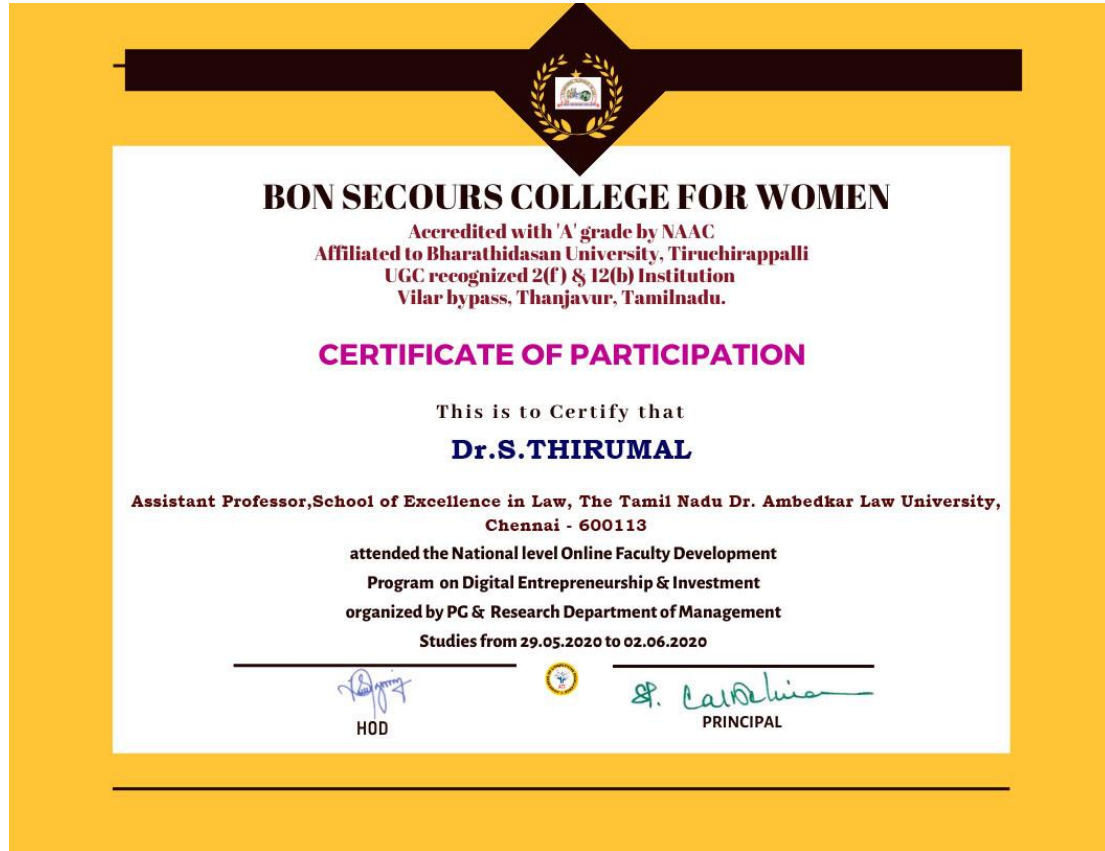 BON SECOURS COLLEGE FOR WOMEN
Accredited with 'A' grade by NAAC
Affiliated to Bharathidasan University, Tiruchirappalli
UGC recognized 2(f) & 12(b) Institution
Vilar bypass, Thanjavur, Tamilnadu.
CERTIFICATE OF PARTICIPATION
This is to Certify that
Dr.S.THIRUMAL
Assistant Professor,School of Excellence in Law, The Tamil Nadu Dr. Ambedkar Law University,
Chennai - 600113
attended the National level Online Faculty Development
Program on Digital Entrepreneurship & Investment
organized by PG & Research Department of Management
Studies from 29.05.2020 to 02.06.2020
HOD
PRINCIPAL